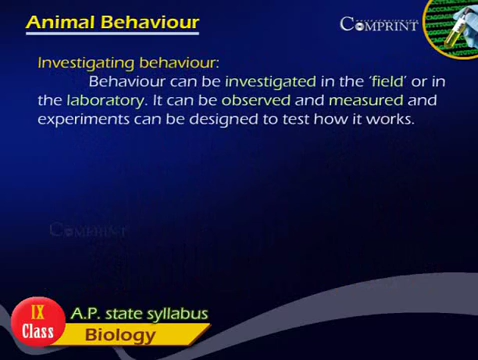 Animal Behaviour
COMPRINT
Investigating behaviour:
Behaviour can be investigated in the ‘field’ or in
the laboratory. It can be observed and measured and
experiments can be designed to test how it works.
COMPRINT
IX
Class
A.P. state syllabus
Biology